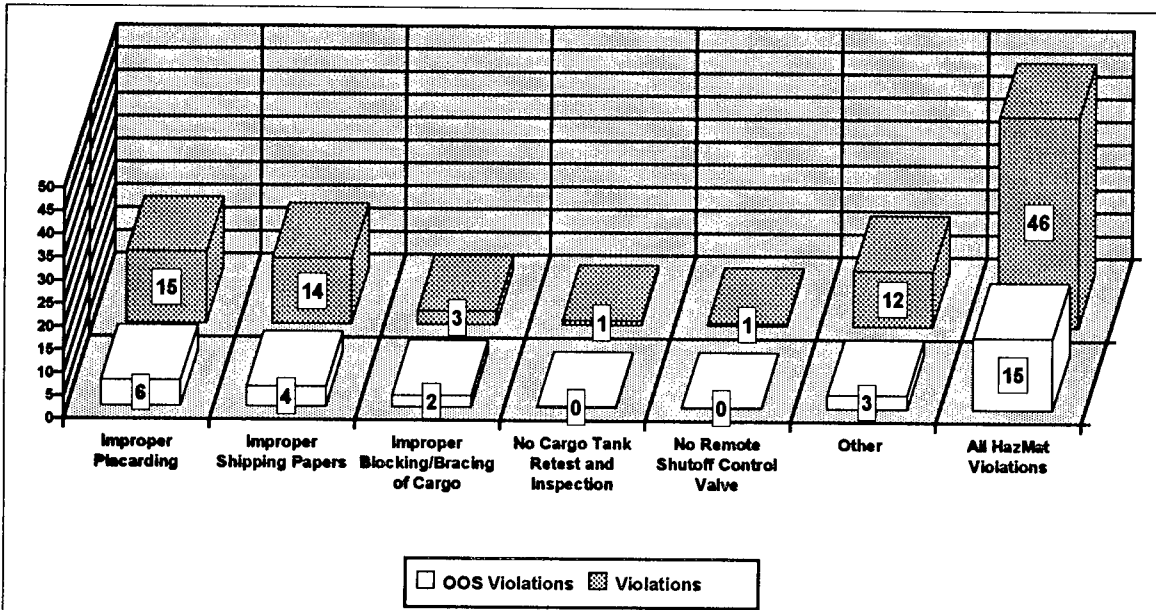 50
45
40
35
30
25
20
15
10
5
0
15
14
3
1
1
12
46
6
4
2
0
0
3
15
Improper
Placarding
Improper
Shipping Papers
Improper
Blocking/Bracing
of Cargo
No Cargo Tank
Retest and
Inspection
No Remote
Shutoff Control
Valve
Other
All HazMat
Violations
OOS Violations
Violations